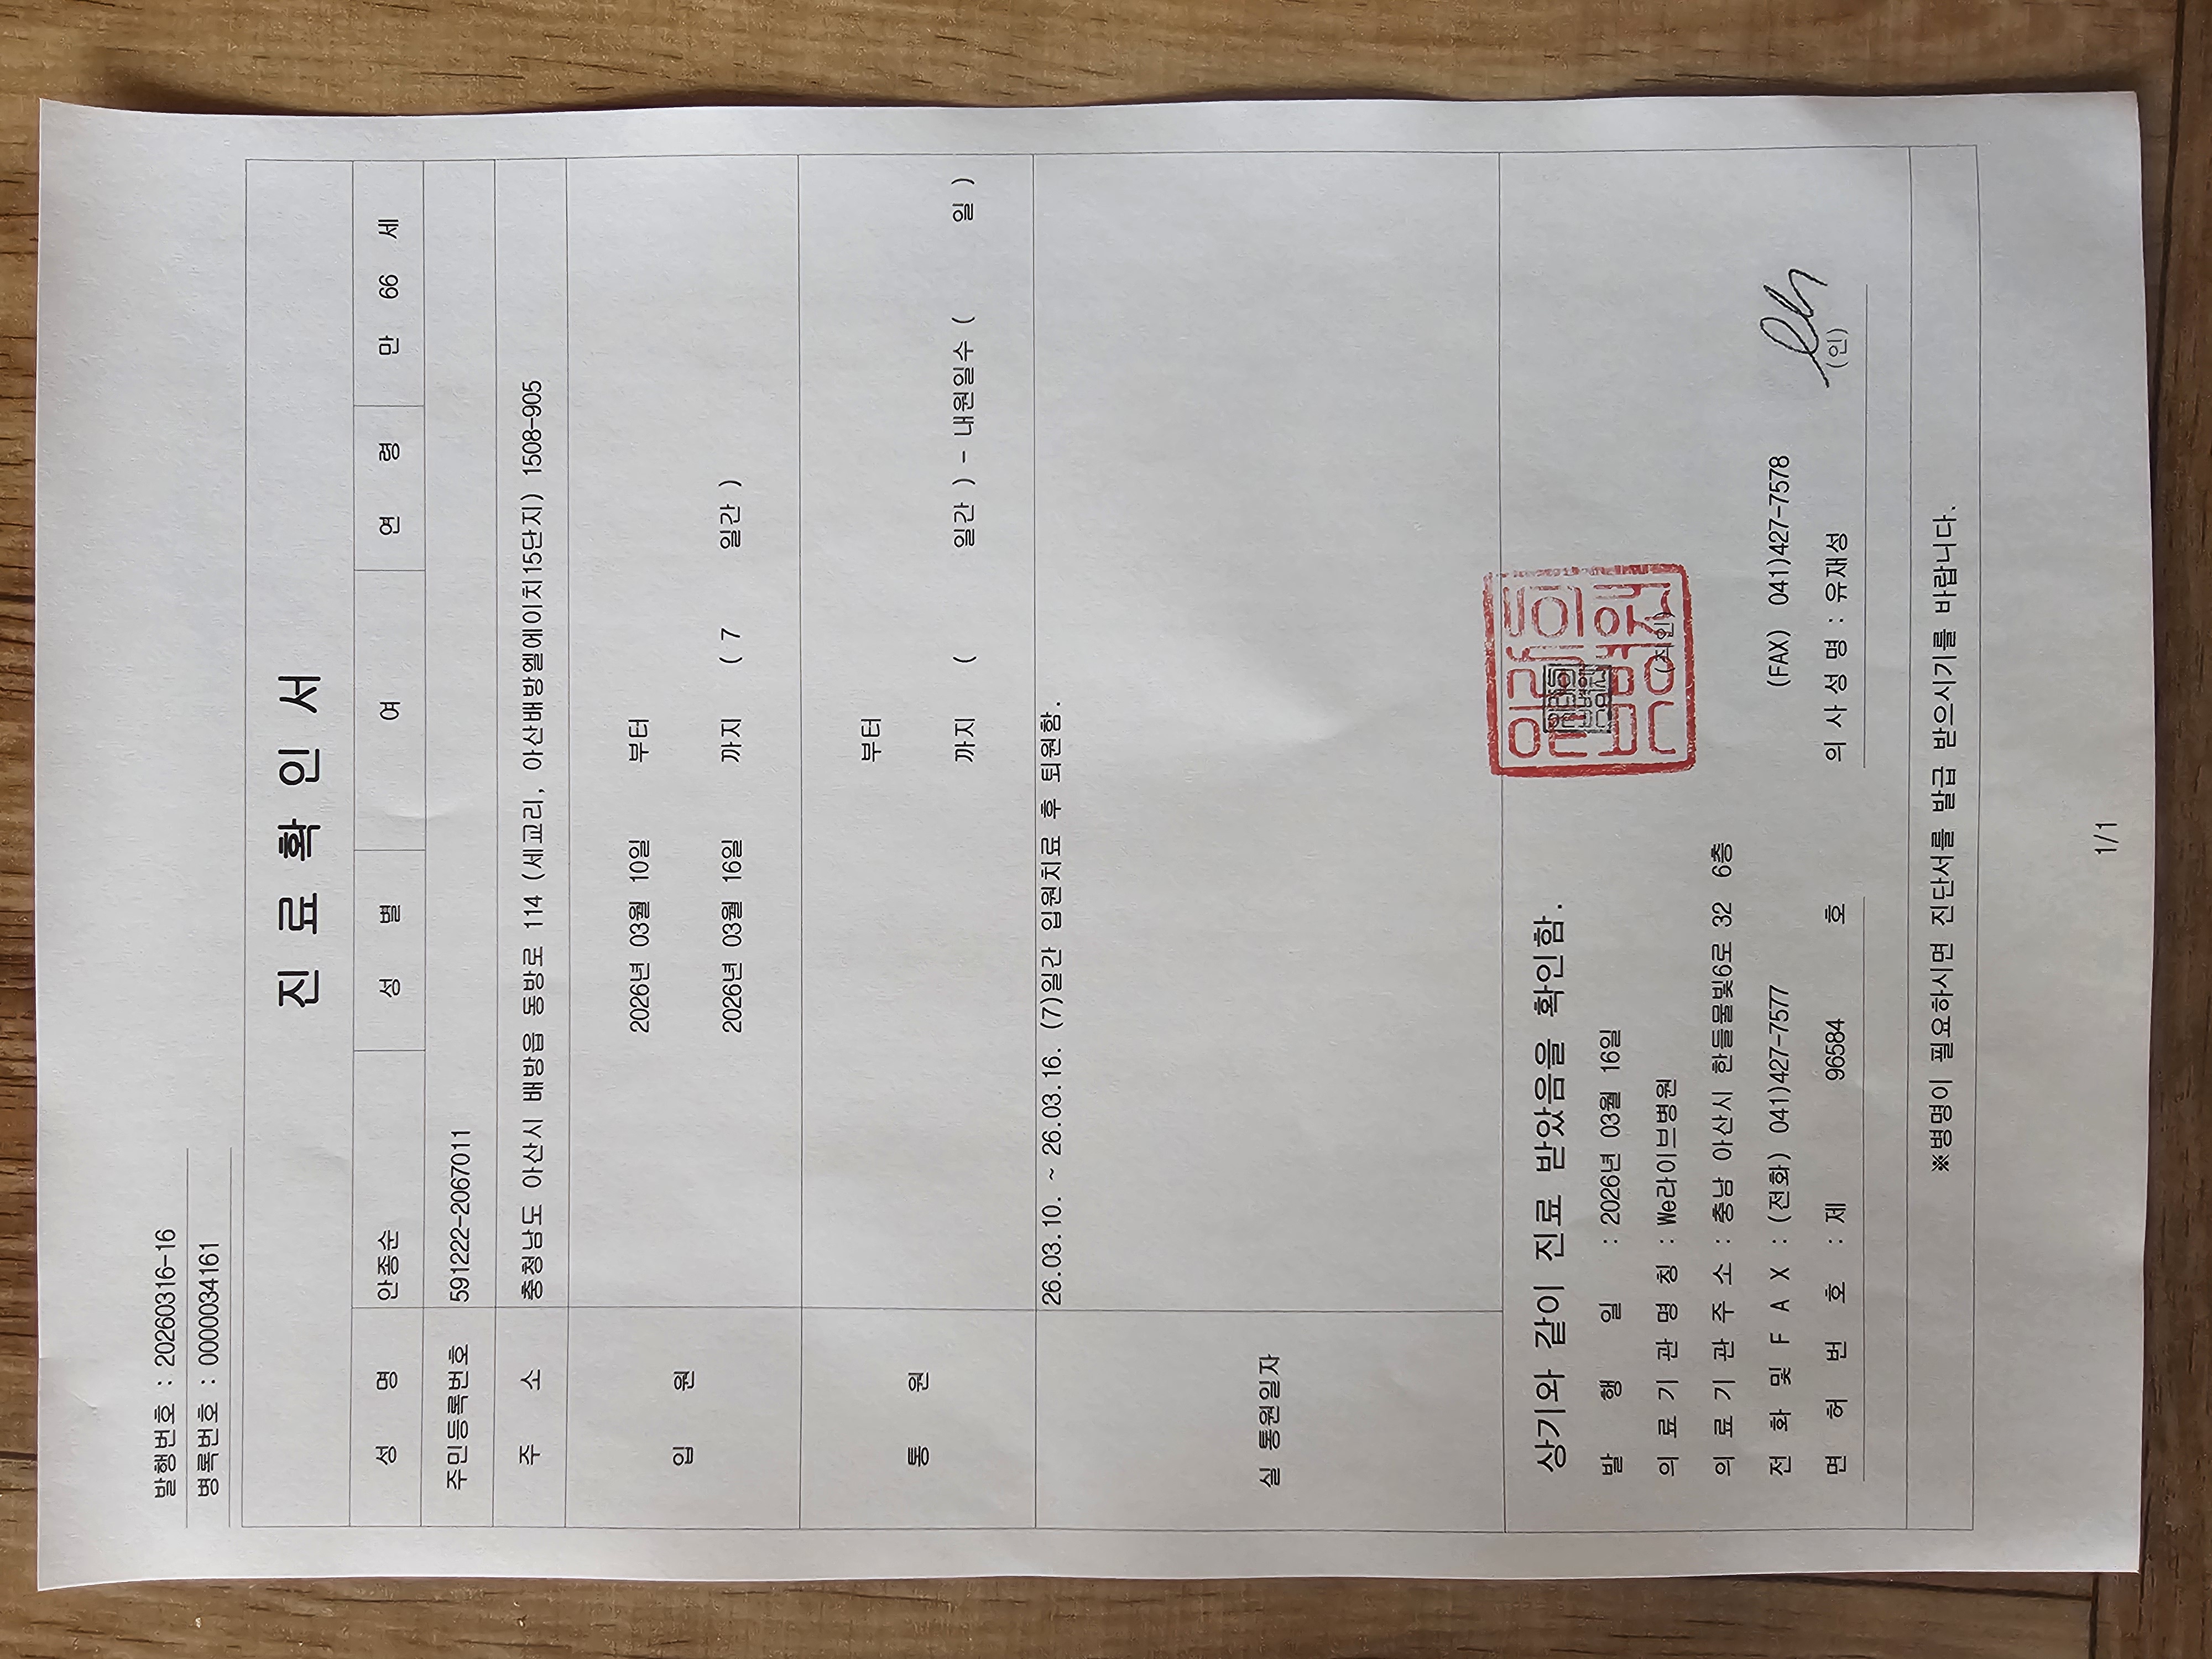 발행번호 : 20260316-16
병록번호 : 0000034161
진 료 확 인 서
성 명 안종순 성 별 여 연 령 만 66 세
주민등록번호 591222-2067011
주 소 충청남도 아산시 배방읍 동방로 114 (세교리, 아산배방엘에이치15단지) 1508-905
입 원
2026년 03월 10일 부터
2026년 03월 16일 까지 ( 7 일간 )
통 원
부터
까지 ( 일간 ) - 내원일수 ( 일 )
실 통원일자
26.03.10. ~ 26.03.16. (7)일간 입원치료 후 퇴원함.
상기와 같이 진료 받았음을 확인함.
발 행 일 : 2026년 03월 16일
의 료 기 관 명 칭 : We라이브병원 (직인)
의 료 기 관 주 소 : 충남 아산시 한들물빛6로 32 6층
전 화 및 F A X : (전화) 041)427-7577 (FAX) 041)427-7578
면 허 번 호 : 제 96584 호 의 사 성 명 : 유재성 (인)
※병명이 필요하시면 진단서를 발급 받으시기를 바랍니다.
1/1